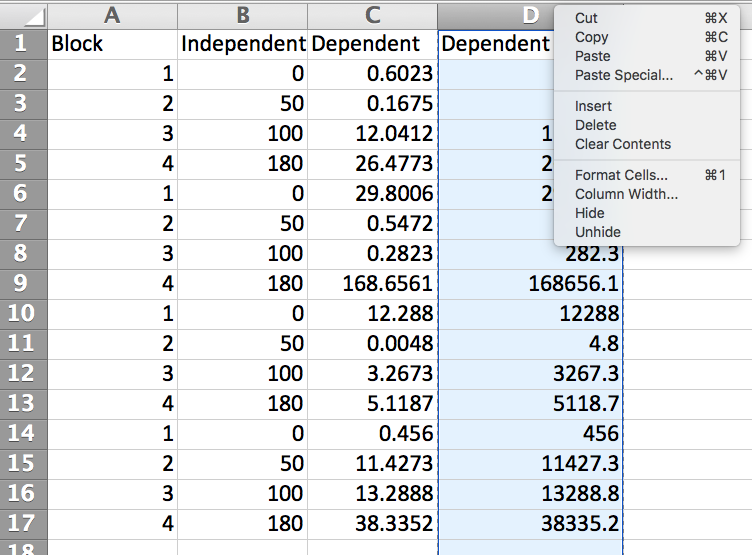 A B C D
1 Block Independent Dependent Dependent
2 1 0 0.6023
3 2 50 0.1675
4 3 100 12.0412 1
5 4 180 26.4773 2
6 1 0 29.8006 2
7 2 50 0.5472
8 3 100 0.2823 282.3
9 4 180 168.6561 168656.1
10 1 0 12.288 12288
11 2 50 0.0048 4.8
12 3 100 3.2673 3267.3
13 4 180 5.1187 5118.7
14 1 0 0.456 456
15 2 50 11.4273 11427.3
16 3 100 13.2888 13288.8
17 4 180 38.3352 38335.2
18
Cut ⌘X
Copy ⌘C
Paste ⌘V
Paste Special... ^⌘V
Insert
Delete
Clear Contents
Format Cells... ⌘1
Column Width...
Hide
Unhide